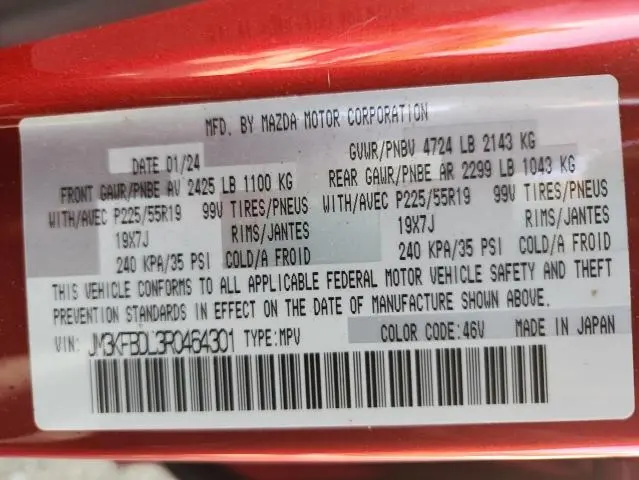 MFD. BY MAZDA MOTOR CORPORATION
DATE 01/24 GVWR/PNBV 4724 LB 2143 KG
FRONT GAWR/PNBE AV 2425 LB 1100 KG REAR GAWR/PNBE AR 2299 LB 1043 KG
WITH/AVEC P225/55R19 99V TIRES/PNEUS WITH/AVEC P225/55R19 99V TIRES/PNEUS
19X7J RIMS/JANTES 19X7J RIMS/JANTES
240 KPA/35 PSI COLD/A FROID 240 KPA/35 PSI COLD/A FROID
THIS VEHICLE CONFORMS TO ALL APPLICABLE FEDERAL MOTOR VEHICLE SAFETY AND THEFT
PREVENTION STANDARDS IN EFFECT ON THE DATE OF MANUFACTURE SHOWN ABOVE.
VIN: JM3KFBDL3R0464301 TYPE:MPV COLOR CODE:46V MADE IN JAPAN